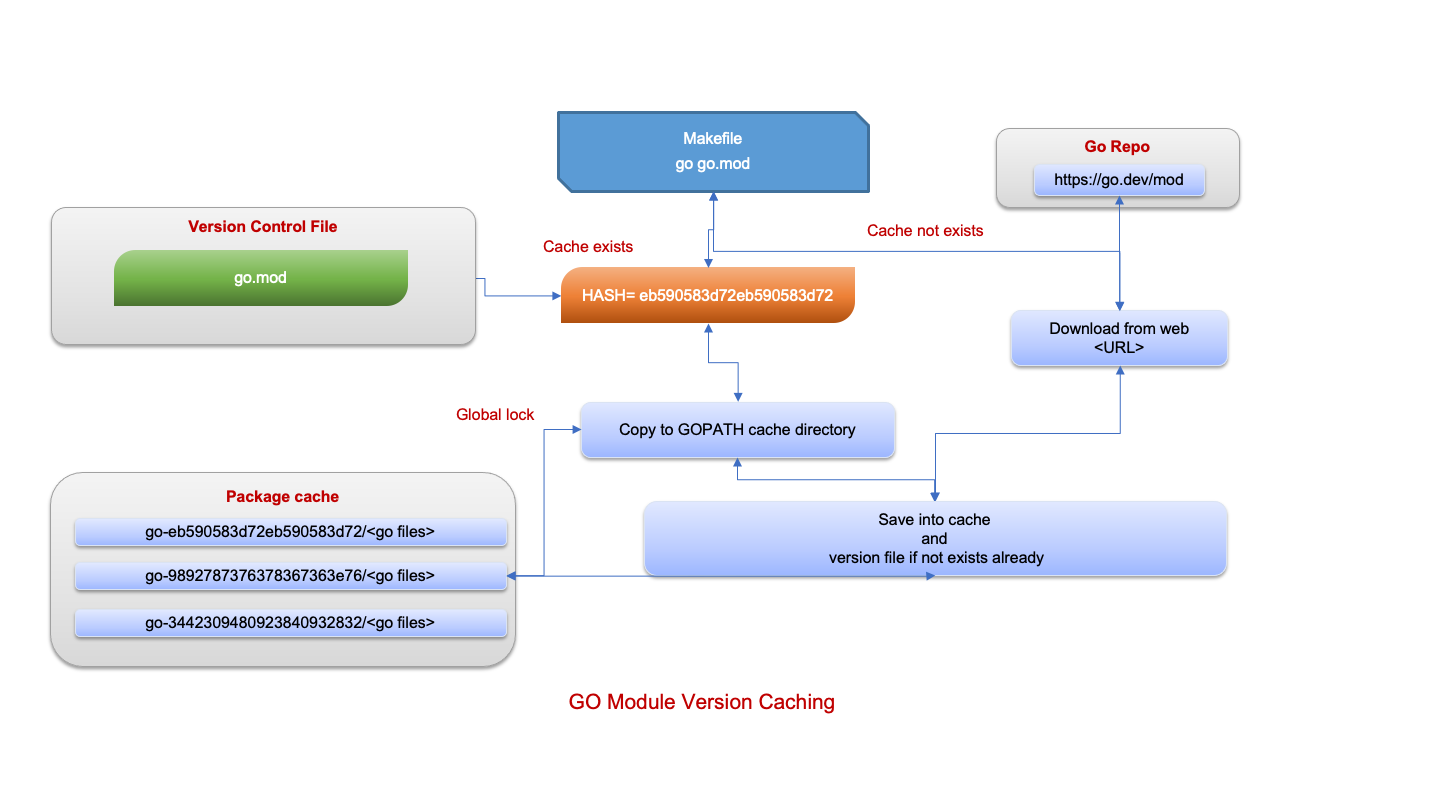 Makefile
go go.mod
Go Repo
https://go.dev/mod
Version Control File
go.mod
Cache exists
Cache not exists
HASH= eb590583d72eb590583d72
Download from web
<URL>
Global lock
Copy to GOPATH cache directory
Package cache
go-eb590583d72eb590583d72/<go files>
go-9892787376378367363e76/<go files>
go-3442309480923840932832/<go files>
Save into cache
and
version file if not exists already
GO Module Version Caching